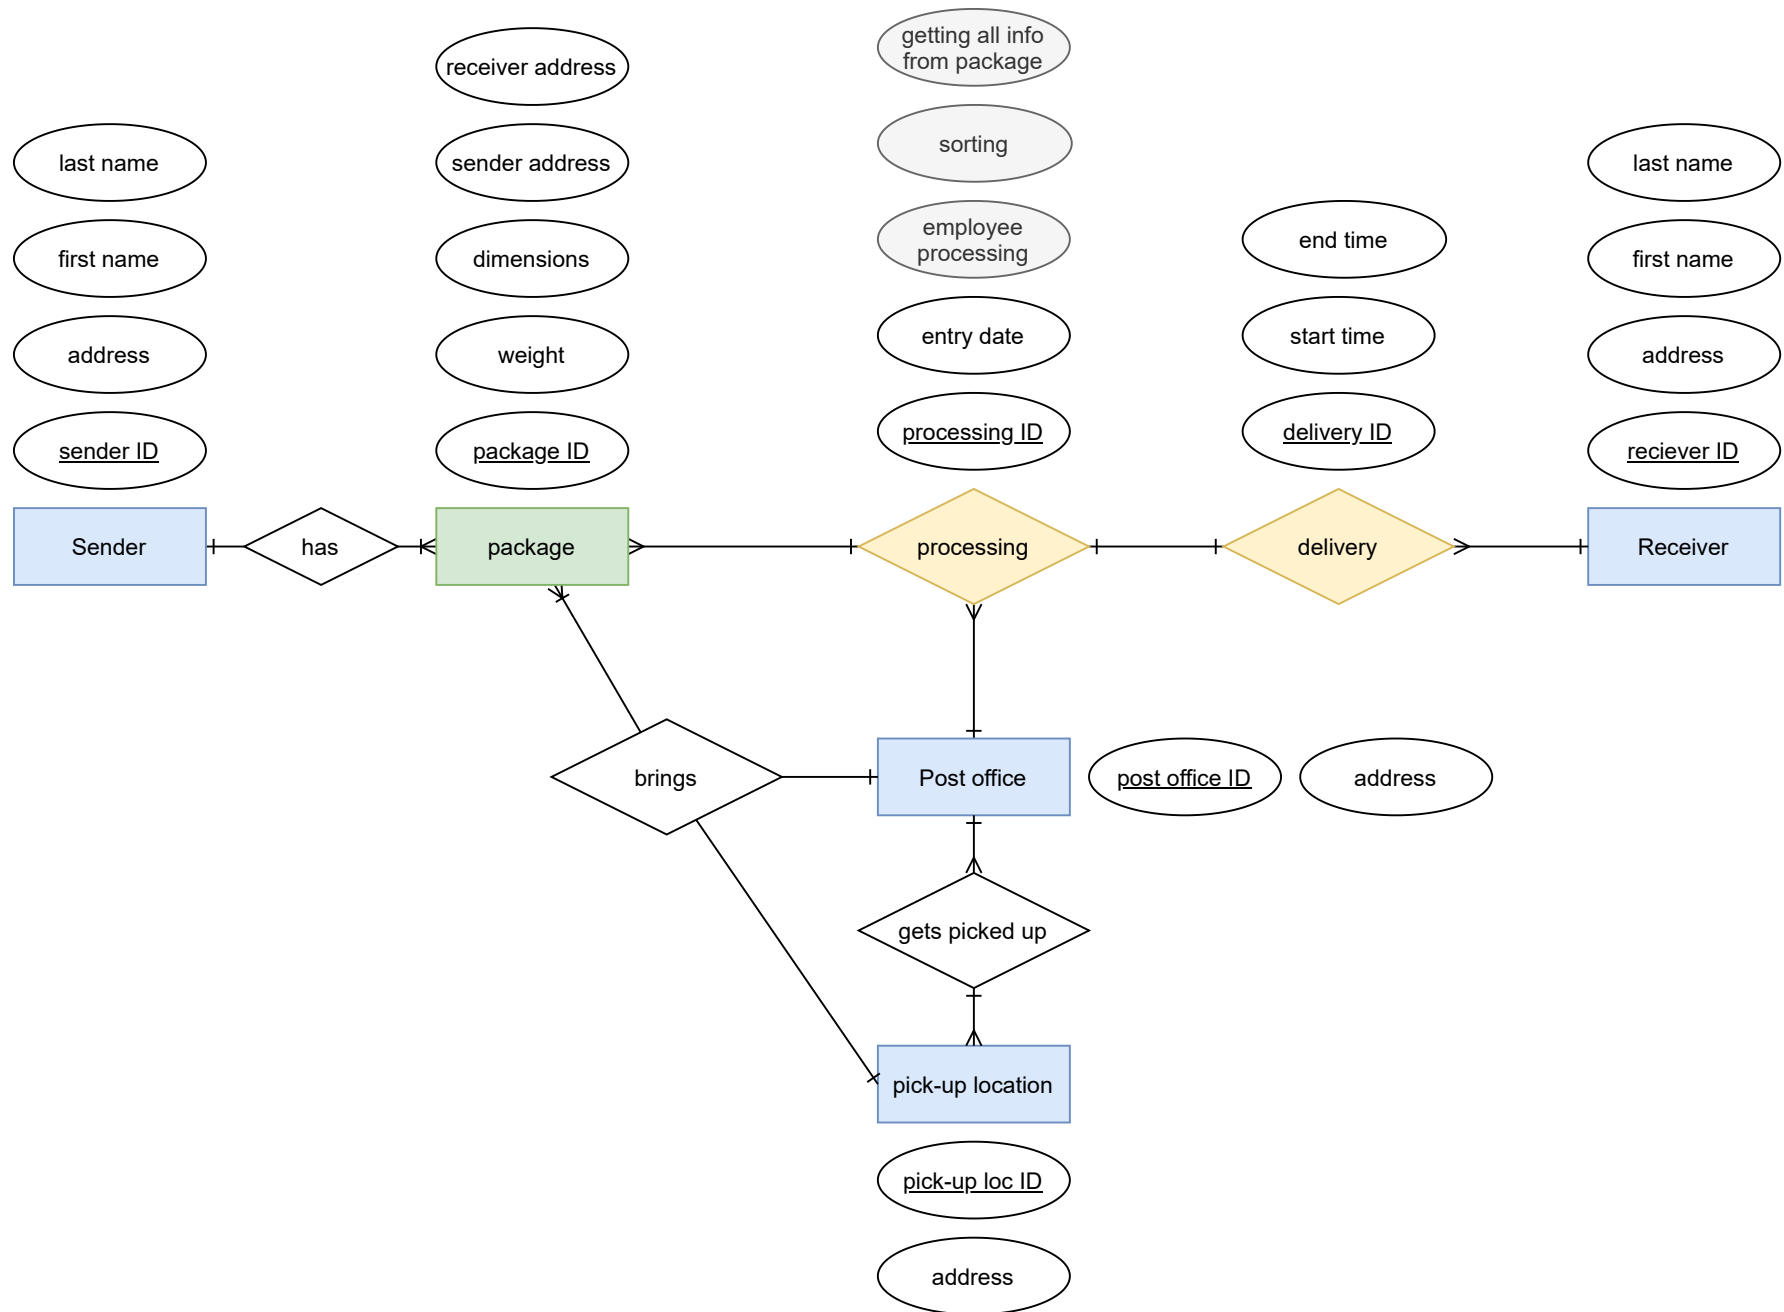 getting all info
from package
receiver address
last name
sender address
sorting
last name
first name
dimensions
employee
processing
end time
first name
address
weight
entry date
start time
address
sender ID
package ID
processing ID
delivery ID
reciever ID
Sender
has
package
processing
delivery
Receiver
brings
Post office
post office ID
address
gets picked up
pick-up location
pick-up loc ID
address